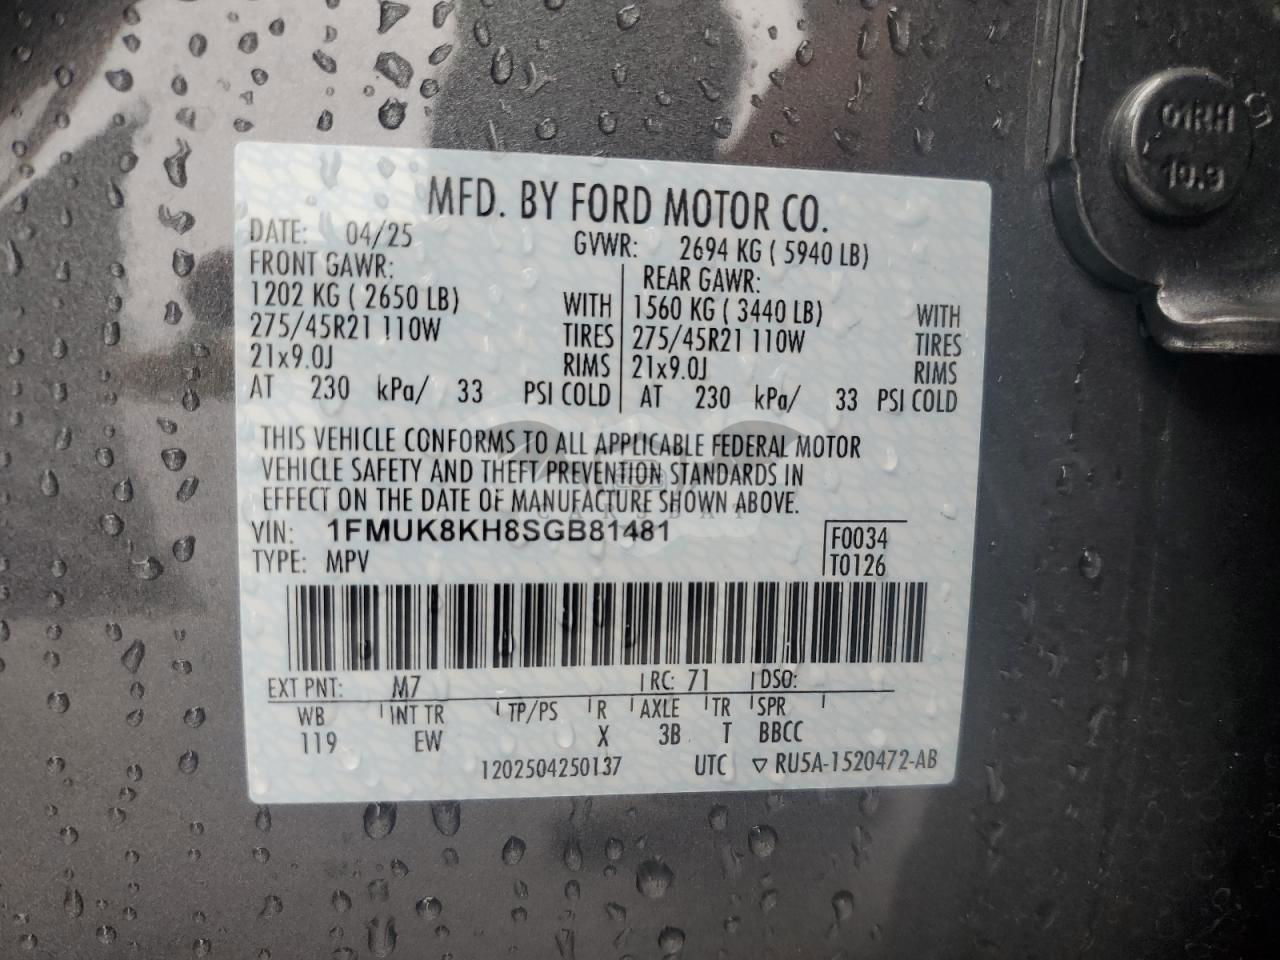 MFD. BY FORD MOTOR CO.
DATE: 04/25 GVWR: 2694 KG ( 5940 LB)
FRONT GAWR: REAR GAWR:
1202 KG ( 2650 LB) WITH 1560 KG ( 3440 LB) WITH
275/45R21 110W TIRES 275/45R21 110W TIRES
21x9.0J RIMS 21x9.0J RIMS
AT 230 kPa/ 33 PSI COLD AT 230 kPa/ 33 PSI COLD
THIS VEHICLE CONFORMS TO ALL APPLICABLE FEDERAL MOTOR
VEHICLE SAFETY AND THEFT PREVENTION STANDARDS IN
EFFECT ON THE DATE OF MANUFACTURE SHOWN ABOVE.
VIN: 1FMUK8KH8SGB81481 F0034
TYPE: MPV T0126
EXT PNT: M7 RC: 71 DSO:
WB INT TR TP/PS R AXLE TR SPR
119 EW X 3B T BBCC
1202504250137 UTC ▽ RU5A-1520472-AB
01RH
10.9